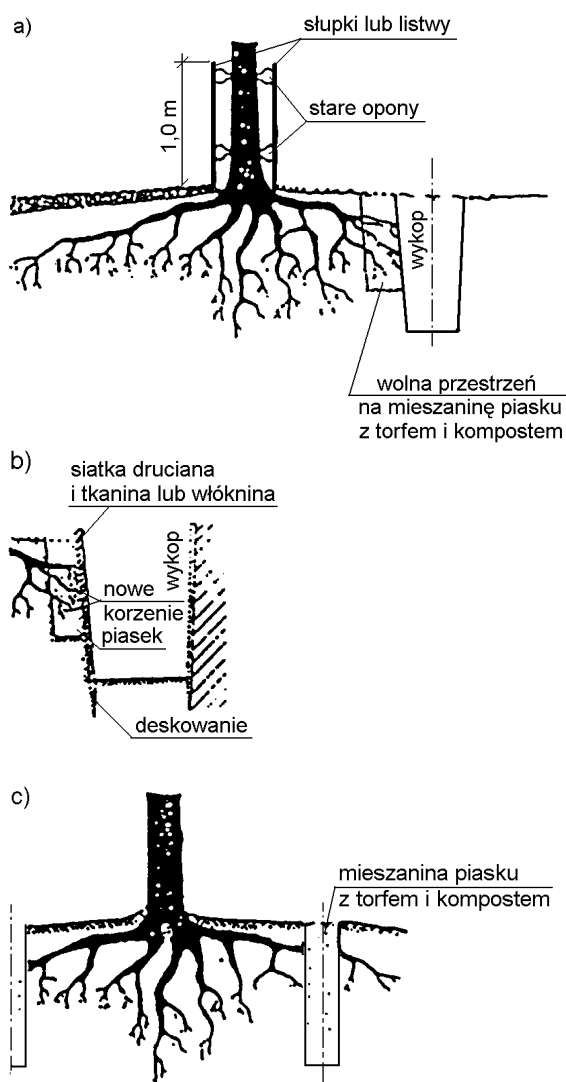 a)
słupki lub listwy
1,0 m
stare opony
wykop
wolna przestrzeń
na mieszaninę piasku
z torfem i kompostem
b)
siatka druciana
i tkanina lub włóknina
wykop
nowe
korzenie
piasek
deskowanie
c)
mieszanina piasku
z torfem i kompostem